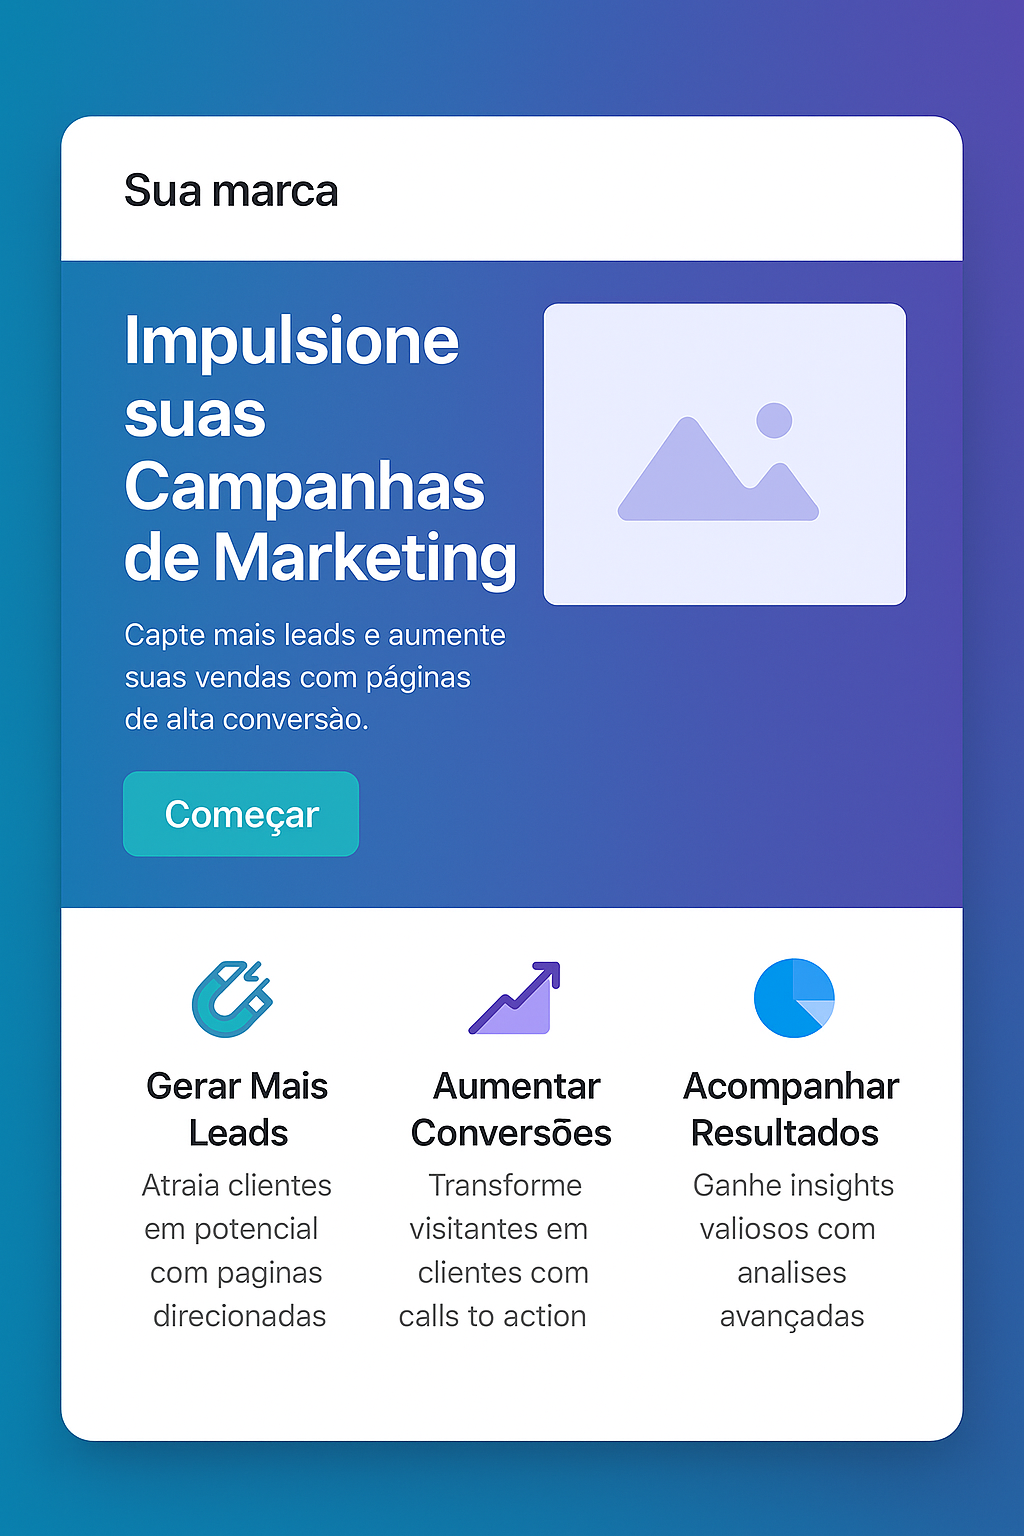 Sua marca
Impulsione
suas
Campanhas
de Marketing
Capte mais leads e aumente
suas vendas com páginas
de alta conversào.
Começar
Gerar Mais
Leads
Atraia clientes
em potencial
com paginas
direcionadas
Aumentar
Conversões
Transforme
visitantes em
clientes com
calls to action
Acompanhar
Resultados
Ganhe insights
valiosos com
analises
avançadas